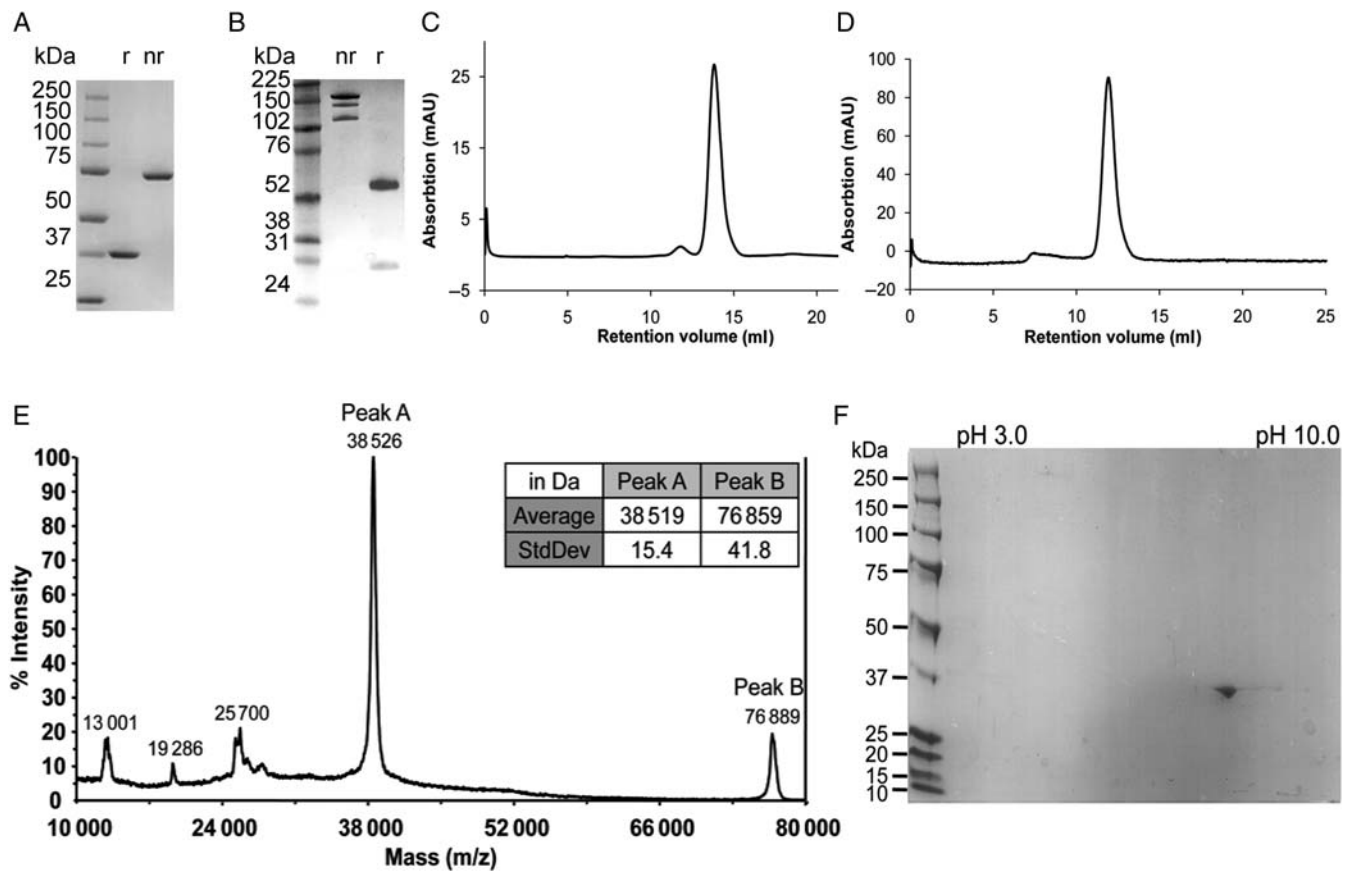 A
kDa r nr
250
150
100
75
50
37
25
B
kDa nr r
225
150
102
76
52
38
31
24
C
Absorbtion (mAU)
25
15
5
–5
0 5 10 15 20
Retention volume (ml)
D
Absorbtion (mAU)
100
80
60
40
20
0
–20
0 5 10 15 20 25
Retention volume (ml)
E
% Intensity
100
90
80
70
60
50
40
30
20
10
0
Peak A
38 526
13 001
19 286
25 700
Peak B
76 889
in Da Peak A Peak B
Average 38 519 76 859
StdDev 15.4 41.8
10 000 24 000 38 000 52 000 66 000 80 000
Mass (m/z)
F
pH 3.0 pH 10.0
kDa
250
150
100
75
50
37
25
20
15
10